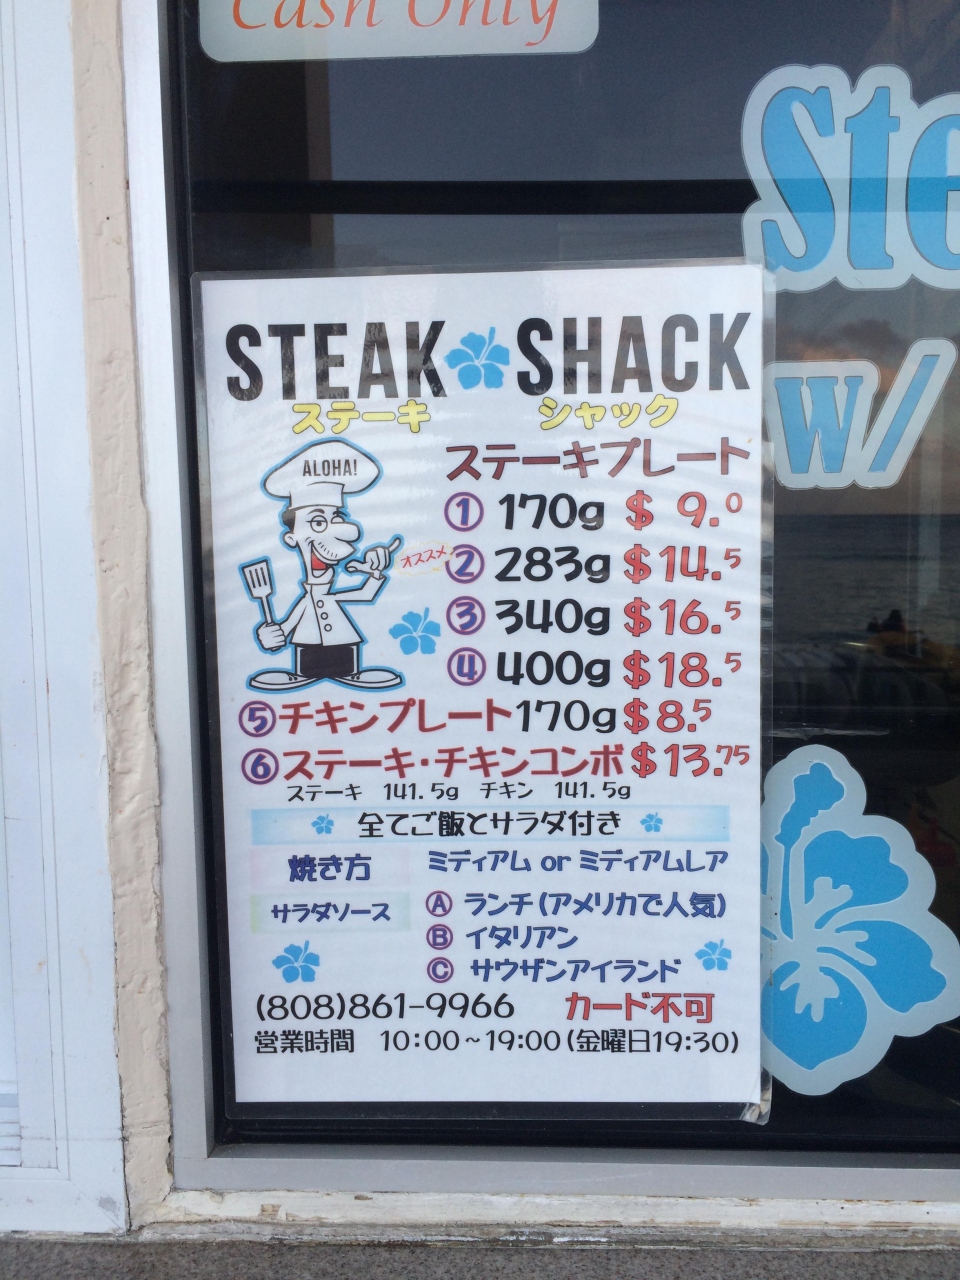 Cash Only
Ste
w/
STEAK SHACK
ステーキ シャック
ALOHA!
ステーキプレート
① 170g $ 9.0
オススメ ② 283g $14.5
③ 340g $16.5
④ 400g $18.5
⑤チキンプレート170g$8.5
⑥ステーキ・チキンコンボ$13.75
ステーキ 141.5g チキン 141.5g
全てご飯とサラダ付き
焼き方 ミディアム or ミディアムレア
サラダソース Ⓐ ランチ(アメリカで人気)
Ⓑ イタリアン
Ⓒ サウザンアイランド
(808)861-9966 カード不可
営業時間 10:00~19:00(金曜日19:30)